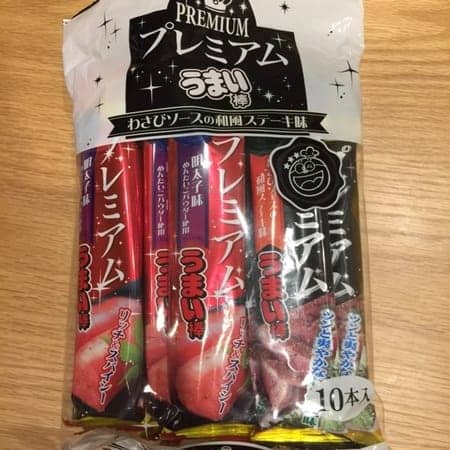 PREMIUM
プレミアム
うまい棒
わさびソースの和風ステーキ味
明太子味
めんたいこパウダー使用
プレミアム
うまい棒
リッチ&スパイシー
明太子味
めんたいこパウダー使用
プレミアム
うまい棒
リッチ&スパイシー
和風ステーキ味
ミアム
うまい棒
ミアム
10本入